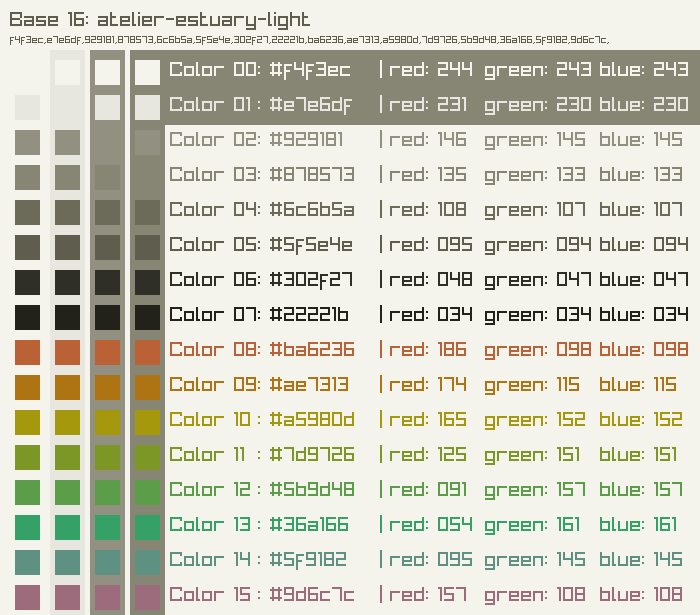 Base 16: atelier-estuary-light
f4f3ec,e7e6df,929181,878573,6c6b5a,5f5e4e,302f27,22221b,ba6236,ae7313,a5980d,7d9726,5b9d48,36a166,5f9182,9d6c7c,
Color 00: #f4f3ec | red: 244 green: 243 blue: 243
Color 01: #e7e6df | red: 231 green: 230 blue: 230
Color 02: #929181 | red: 146 green: 145 blue: 145
Color 03: #878573 | red: 135 green: 133 blue: 133
Color 04: #6c6b5a | red: 108 green: 107 blue: 107
Color 05: #5f5e4e | red: 095 green: 094 blue: 094
Color 06: #302f27 | red: 048 green: 047 blue: 047
Color 07: #22221b | red: 034 green: 034 blue: 034
Color 08: #ba6236 | red: 186 green: 098 blue: 098
Color 09: #ae7313 | red: 174 green: 115 blue: 115
Color 10 : #a5980d | red: 165 green: 152 blue: 152
Color 11 : #7d9726 | red: 125 green: 151 blue: 151
Color 12 : #5b9d48 | red: 091 green: 157 blue: 157
Color 13 : #36a166 | red: 054 green: 161 blue: 161
Color 14 : #5f9182 | red: 095 green: 145 blue: 145
Color 15 : #9d6c7c | red: 157 green: 108 blue: 108